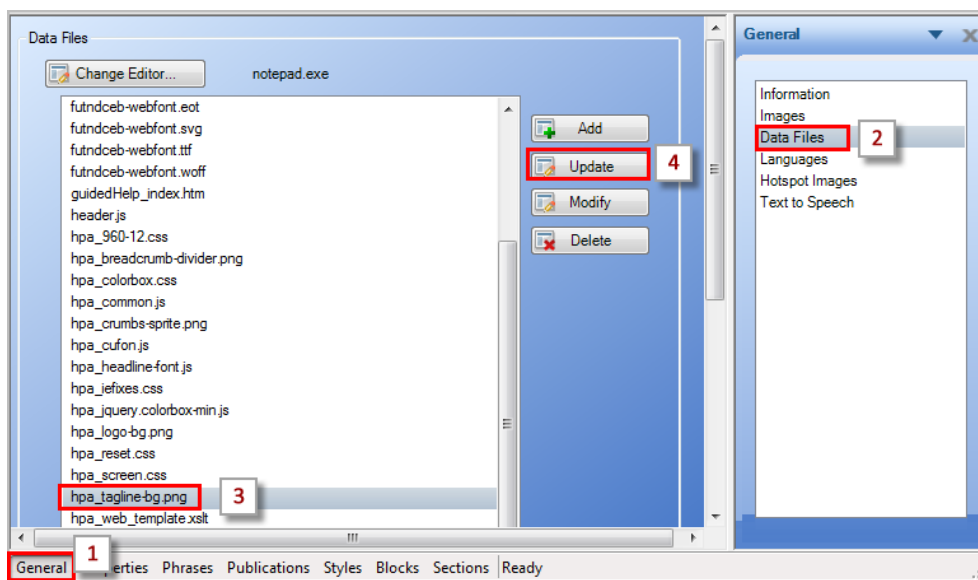 Data Files
Change Editor... notepad.exe
futndceb-webfont.eot
futndceb-webfont.svg
futndceb-webfont.ttf
futndceb-webfont.woff
guidedHelp_index.htm
header.js
hpa_960-12.css
hpa_breadcrumb-divider.png
hpa_colorbox.css
hpa_common.js
hpa_crumbs-sprite.png
hpa_cufon.js
hpa_headline-font.js
hpa_iefixes.css
hpa_jquery.colorbox-min.js
hpa_logo-bg.png
hpa_reset.css
hpa_screen.css
hpa_tagline-bg.png 3
hpa_web_template.xslt
Add
Update 4
Modify
Delete
General
Information
Images
Data Files 2
Languages
Hotspot Images
Text to Speech
1
General erties Phrases Publications Styles Blocks Sections Ready